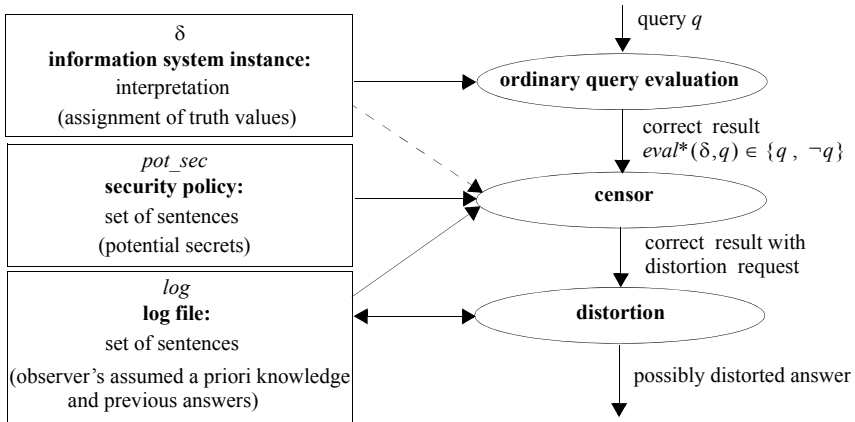 δ
information system instance:
interpretation
(assignment of truth values)
pot_sec
security policy:
set of sentences
(potential secrets)
log
log file:
set of sentences
(observer's assumed a priori knowledge
and previous answers)
query q
ordinary query evaluation
correct result
eval*(δ,q) ∈ {q , ¬q}
censor
correct result with
distortion request
distortion
possibly distorted answer